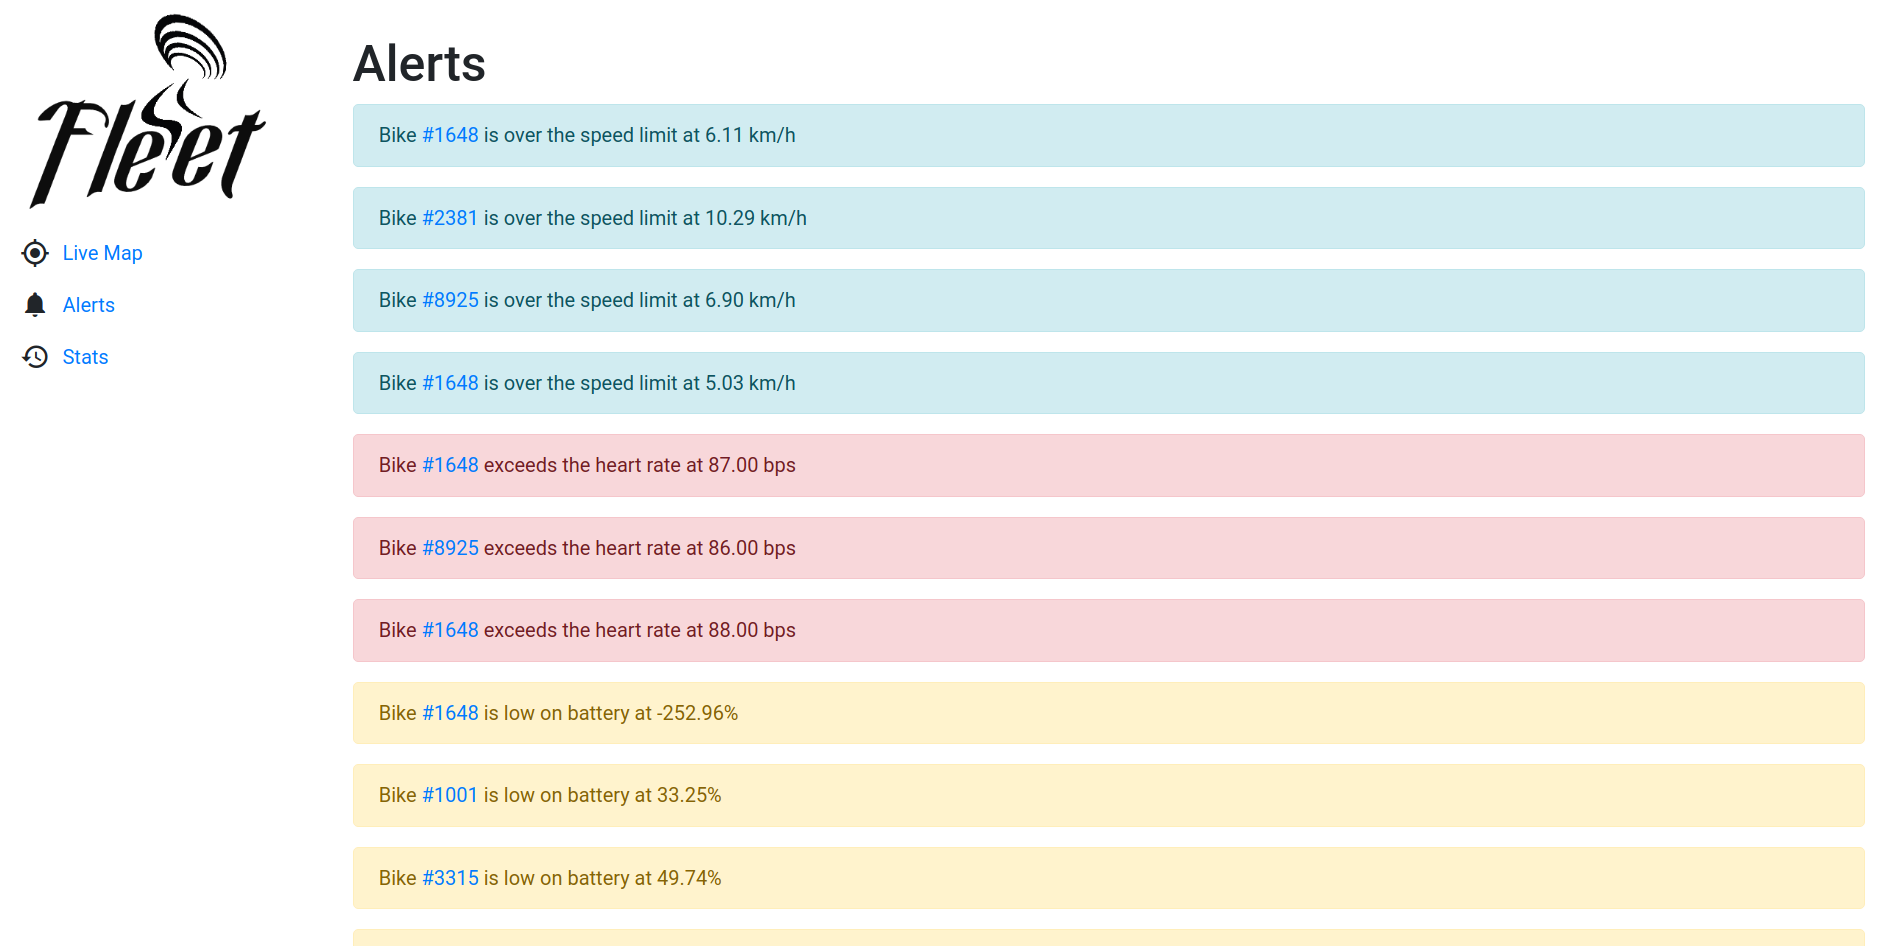 Fleet
Live Map
Alerts
Stats
Alerts
Bike #1648 is over the speed limit at 6.11 km/h
Bike #2381 is over the speed limit at 10.29 km/h
Bike #8925 is over the speed limit at 6.90 km/h
Bike #1648 is over the speed limit at 5.03 km/h
Bike #1648 exceeds the heart rate at 87.00 bps
Bike #8925 exceeds the heart rate at 86.00 bps
Bike #1648 exceeds the heart rate at 88.00 bps
Bike #1648 is low on battery at -252.96%
Bike #1001 is low on battery at 33.25%
Bike #3315 is low on battery at 49.74%